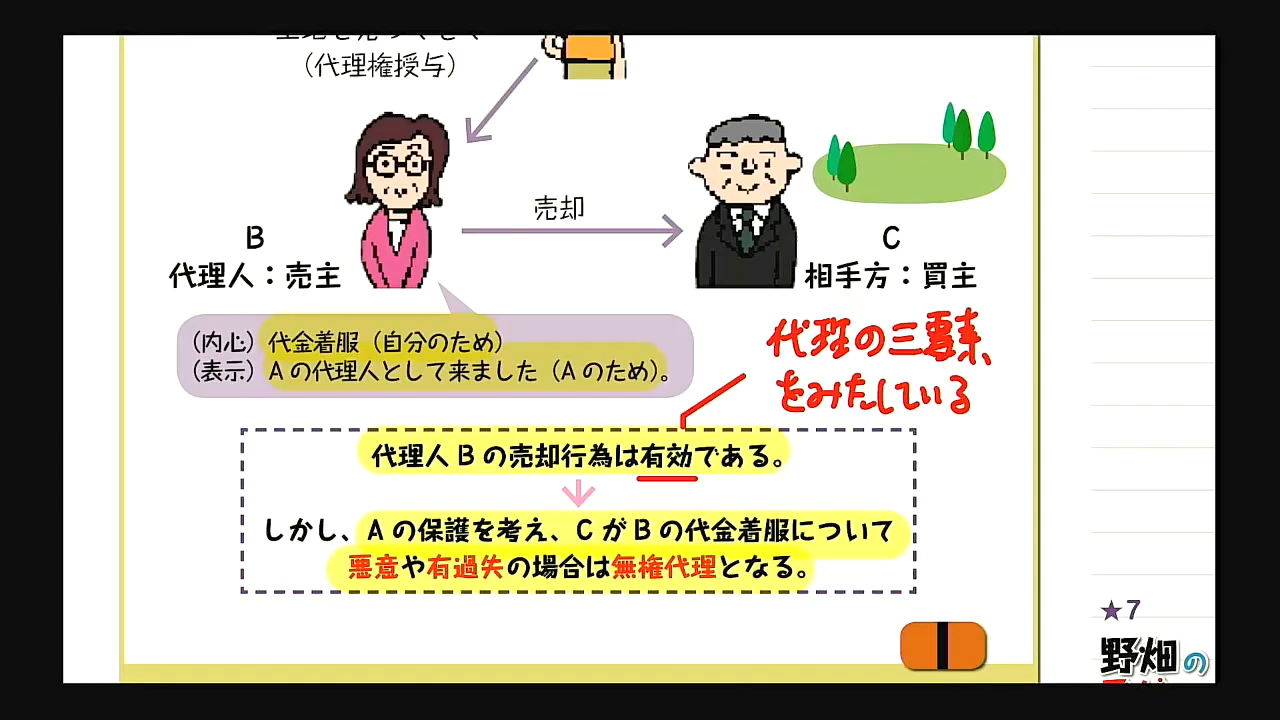 （代理権授与）
売却
B
代理人：売主
C
相手方：買主
（内心）代金着服（自分のため）
（表示）Aの代理人として来ました（Aのため）。
代理の三要素、
をみたしている
代理人Bの売却行為は有効である。
しかし、Aの保護を考え、CがBの代金着服について
悪意や有過失の場合は無権代理となる。
★7
野畑の